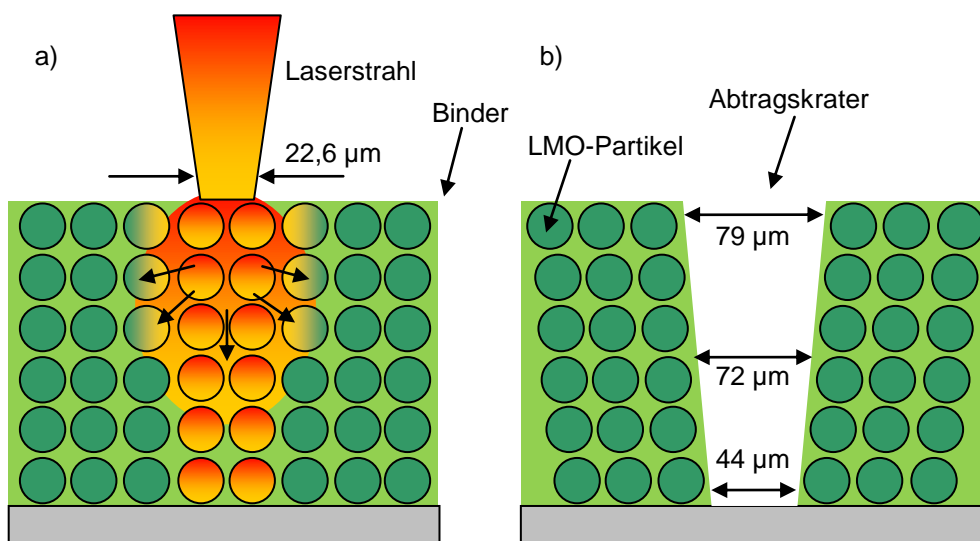 a)
Laserstrahl
Binder
22,6 µm
b)
Abtragskrater
LMO-Partikel
79 µm
72 µm
44 µm